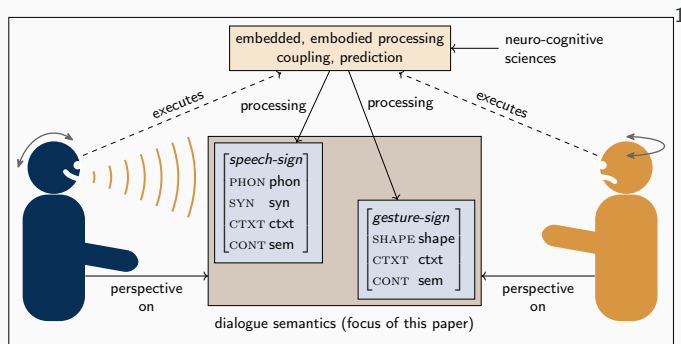 1
embedded, embodied processing
coupling, prediction
neuro-cognitive
sciences
executes
processing
processing
executes
speech-sign
PHON phon
SYN syn
CTXT ctxt
CONT sem
gesture-sign
SHAPE shape
CTXT ctxt
CONT sem
perspective
on
perspective
on
dialogue semantics (focus of this paper)